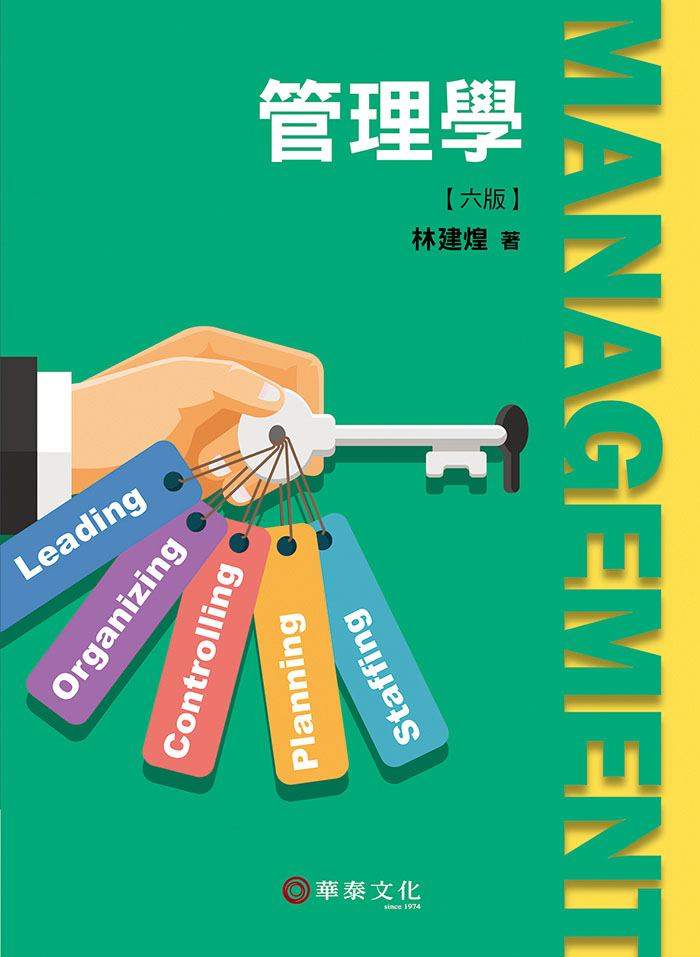 管理學
【六版】
林建煌 著
MANAGEMENT
Leading
Organizing
Controlling
Planning
Staffing
華泰文化
since 1974